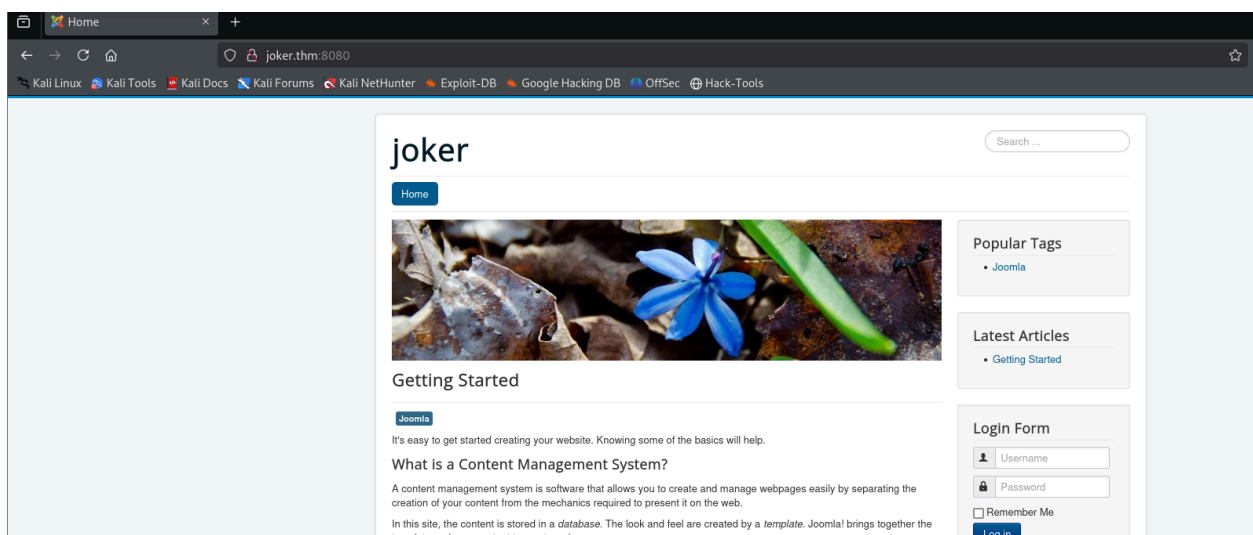 Home
joker.thm:8080
Kali Linux Kali Tools Kali Docs Kali Forums Kali NetHunter Exploit-DB Google Hacking DB OffSec Hack-Tools
joker
Search ...
Home
Getting Started
Joomla
It's easy to get started creating your website. Knowing some of the basics will help.
What is a Content Management System?
A content management system is software that allows you to create and manage webpages easily by separating the
creation of your content from the mechanics required to present it on the web.
In this site, the content is stored in a database. The look and feel are created by a template. Joomla! brings together the
Popular Tags
Joomla
Latest Articles
Getting Started
Login Form
Username
Password
Remember Me
Log in